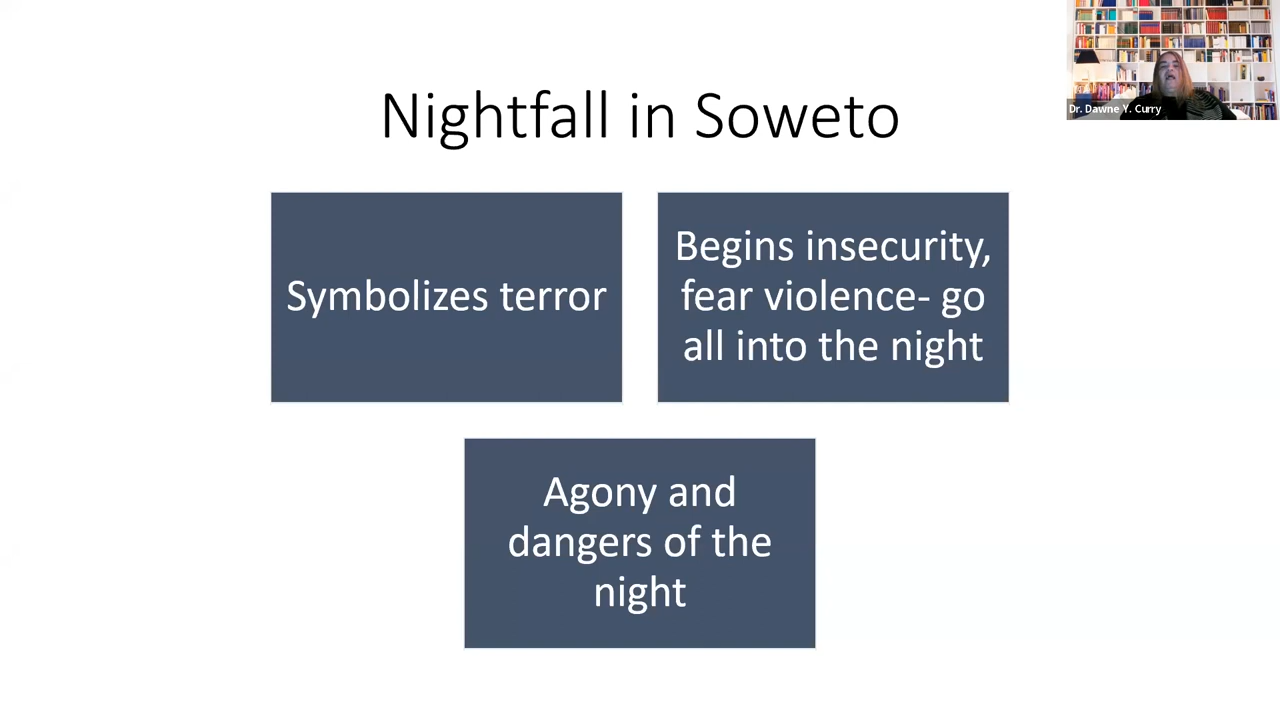 Nightfall in Soweto
Dr. Dawne Y. Curry
Symbolizes terror
Begins insecurity,
fear violence- go
all into the night
Agony and
dangers of the
night